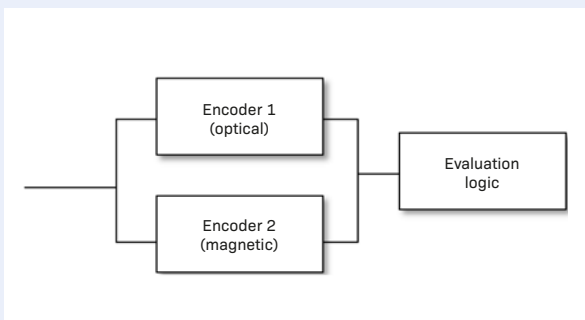 Encoder 1
(optical)
Evaluation
logic
Encoder 2
(magnetic)